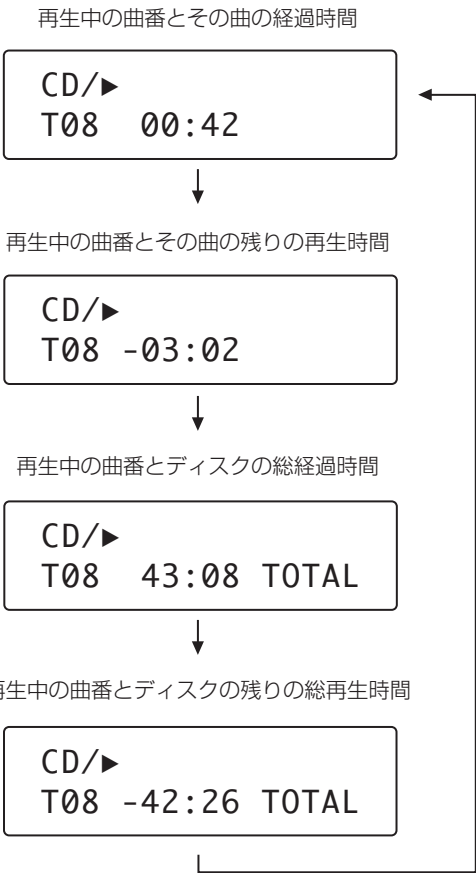 再生中の曲番とその曲の経過時間
CD/▶
T08 00:42
再生中の曲番とその曲の残りの再生時間
CD/▶
T08 -03:02
再生中の曲番とディスクの総経過時間
CD/▶
T08 43:08 TOTAL
再生中の曲番とディスクの残りの総再生時間
CD/▶
T08 -42:26 TOTAL